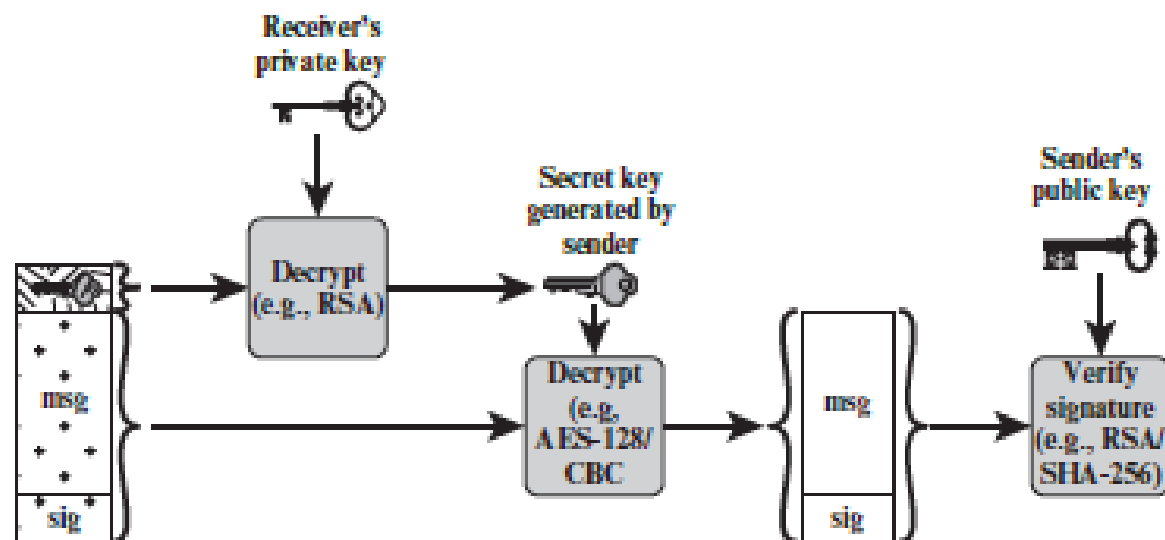 Receiver's
private key
Secret key
generated by
sender
Sender's
public key
Decrypt
(e.g., RSA)
msg
sig
Decrypt
(e.g,
AES-128/
CBC
msg
sig
Verify
signature
(e.g., RSA/
SHA-256)